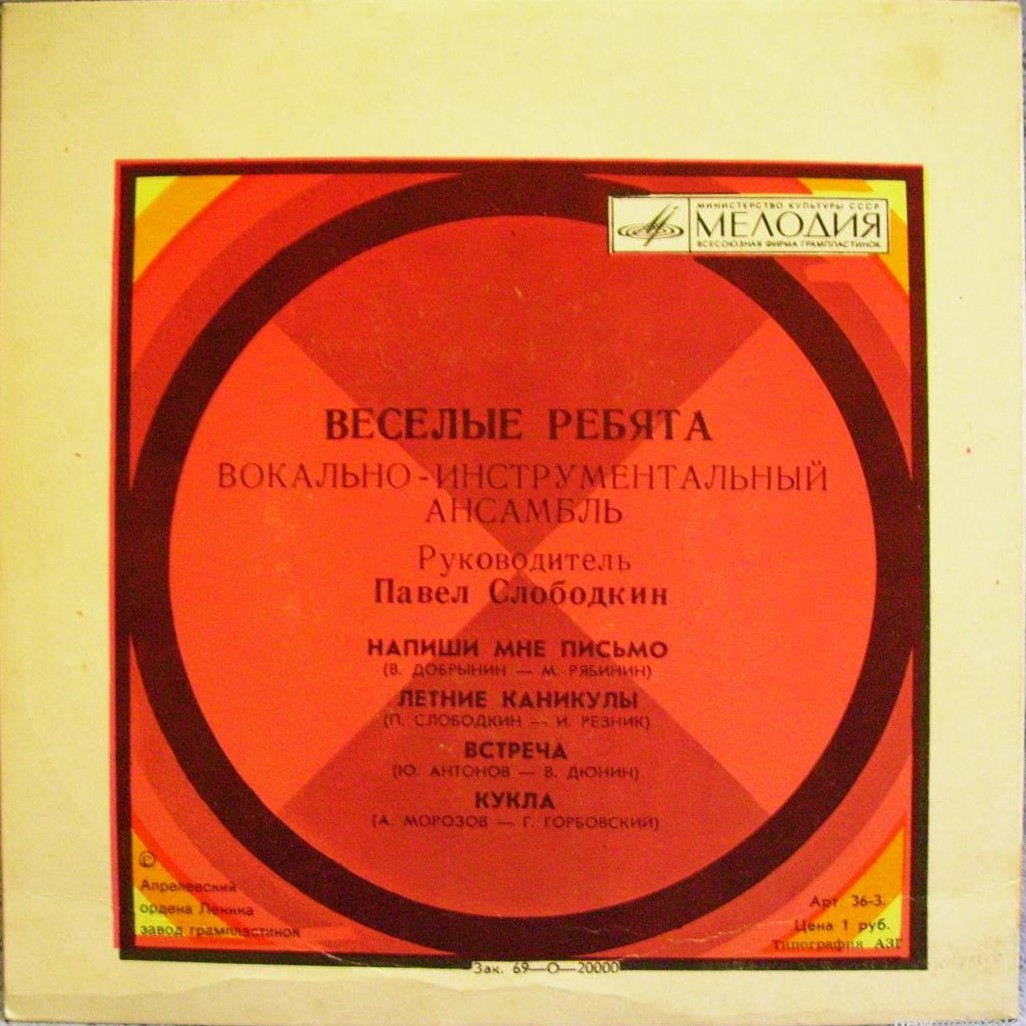 МИНИСТЕРСТВО КУЛЬТУРЫ СССР
МЕЛОДИЯ
ВСЕСОЮЗНАЯ ФИРМА ГРАМПЛАСТИНОК
ВЕСЕЛЫЕ РЕБЯТА
ВОКАЛЬНО-ИНСТРУМЕНТАЛЬНЫЙ
АНСАМБЛЬ
Руководитель
Павел Слободкин
НАПИШИ МНЕ ПИСЬМО
(В. ДОБРЫНИН — М. РЯБИНИН)
ЛЕТНИЕ КАНИКУЛЫ
(П. СЛОБОДКИН — И. РЕЗНИК)
ВСТРЕЧА
(Ю. АНТОНОВ — В. ДЮНИН)
КУКЛА
(А. МОРОЗОВ — Г. ГОРБОВСКИЙ)
©
Апрелевский
ордена Ленина
завод грампластинок
Арт. 36-3.
Цена 1 руб.
Типография АЗГ
Зак. 69—О—20000